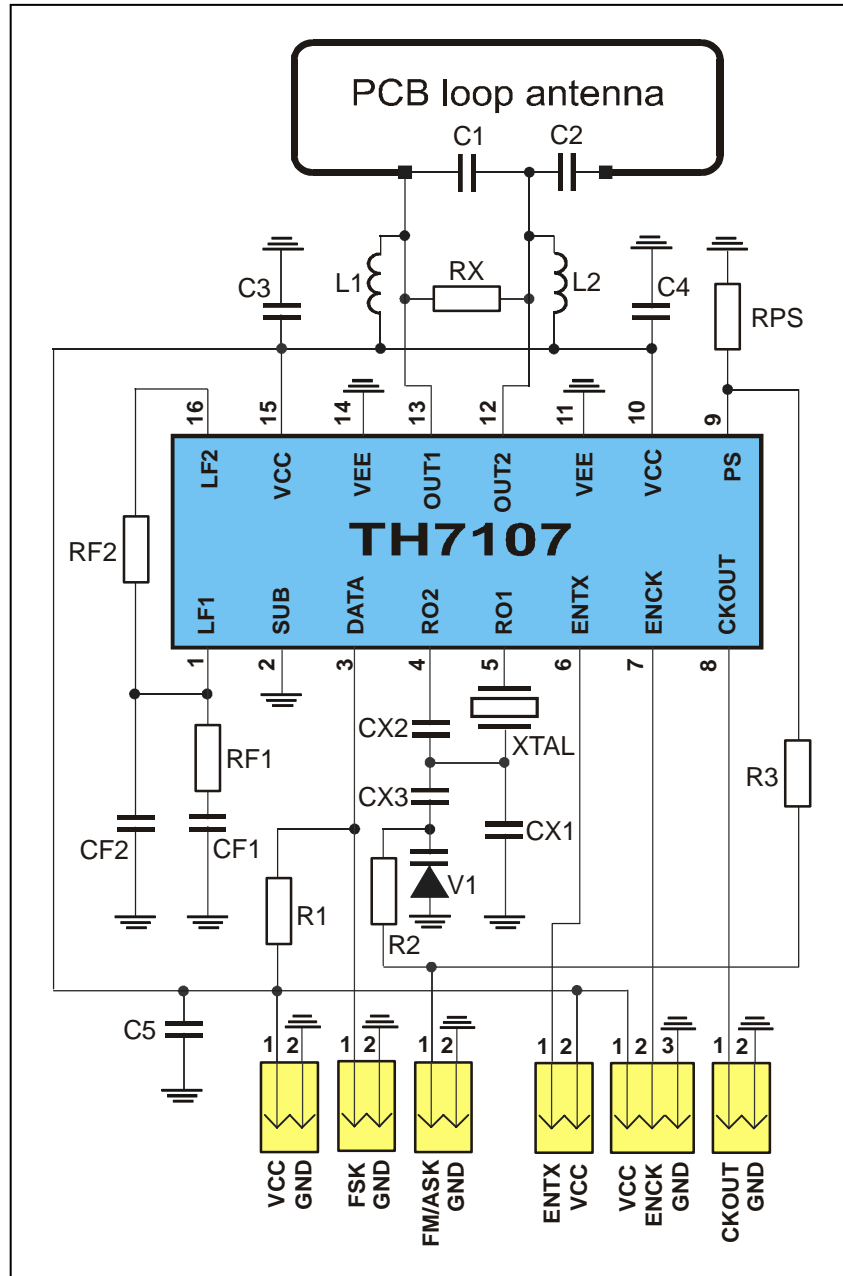 PCB loop antenna
C1
C2
C3
L1
RX
L2
C4
RPS
16
15
14
13
12
11
10
9
LF2
VCC
VEE
OUT1
OUT2
VEE
VCC
PS
TH7107
RF2
LF1
SUB
DATA
RO2
RO1
ENTX
ENCK
CKOUT
1
2
3
4
5
6
7
8
CX2
XTAL
RF1
R3
CX3
CX1
CF2
CF1
V1
R1
R2
C5
1 2
1 2
1 2
1 2
1 2 3
1 2
VCC
GND
FSK
GND
FM/ASK
GND
ENTX
VCC
VCC
ENCK
GND
CKOUT
GND